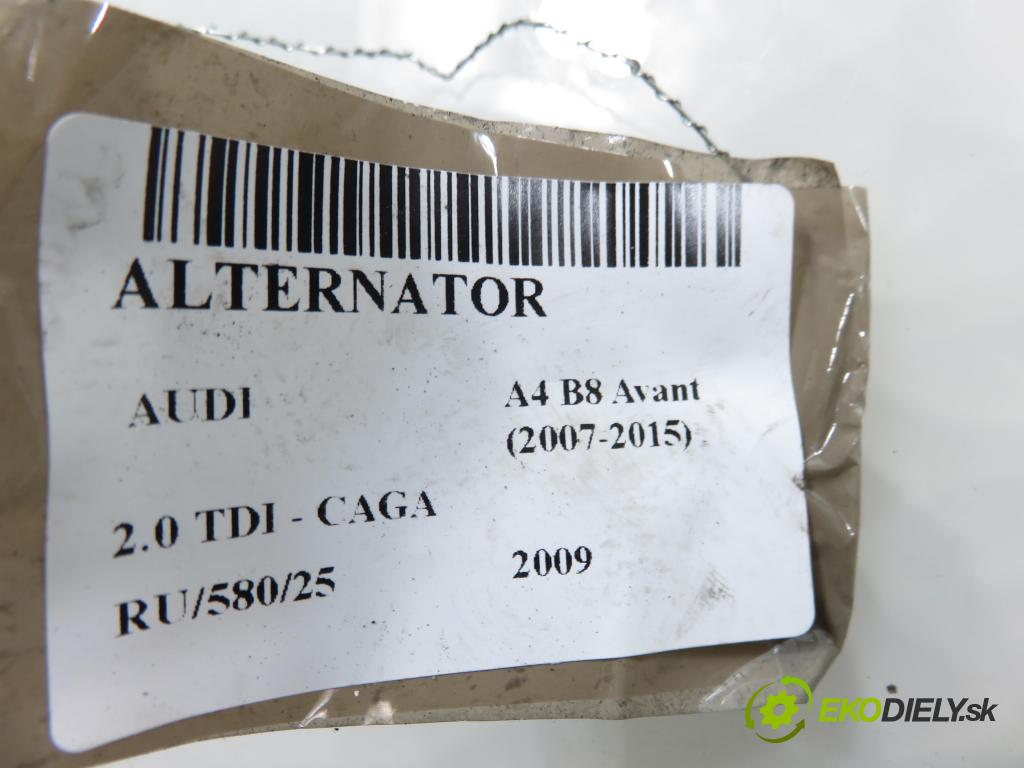 ALTERNATOR
AUDI
A4 B8 Avant
(2007-2015)
2.0 TDI - CAGA
RU/580/25
2009
EKODIELY.sk